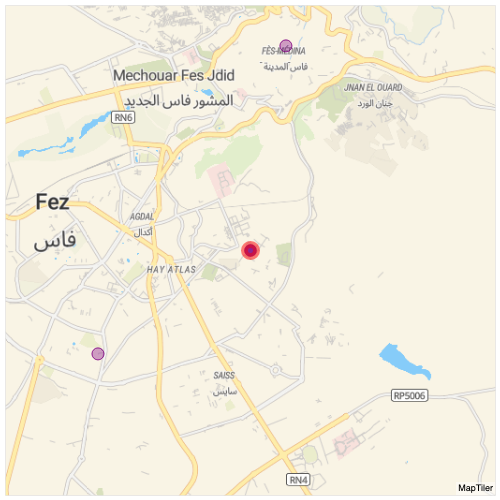 FÈS-MEDINA
فاس المدينة
Mechouar Fes Jdid
المشور فاس الجديد
JNAN EL OUARD
جنان الورد
RN6
Fez
فاس
AGDAL
أكدال
HAY ATLAS
SAISS
سايس
RP5006
RN4
MapTiler